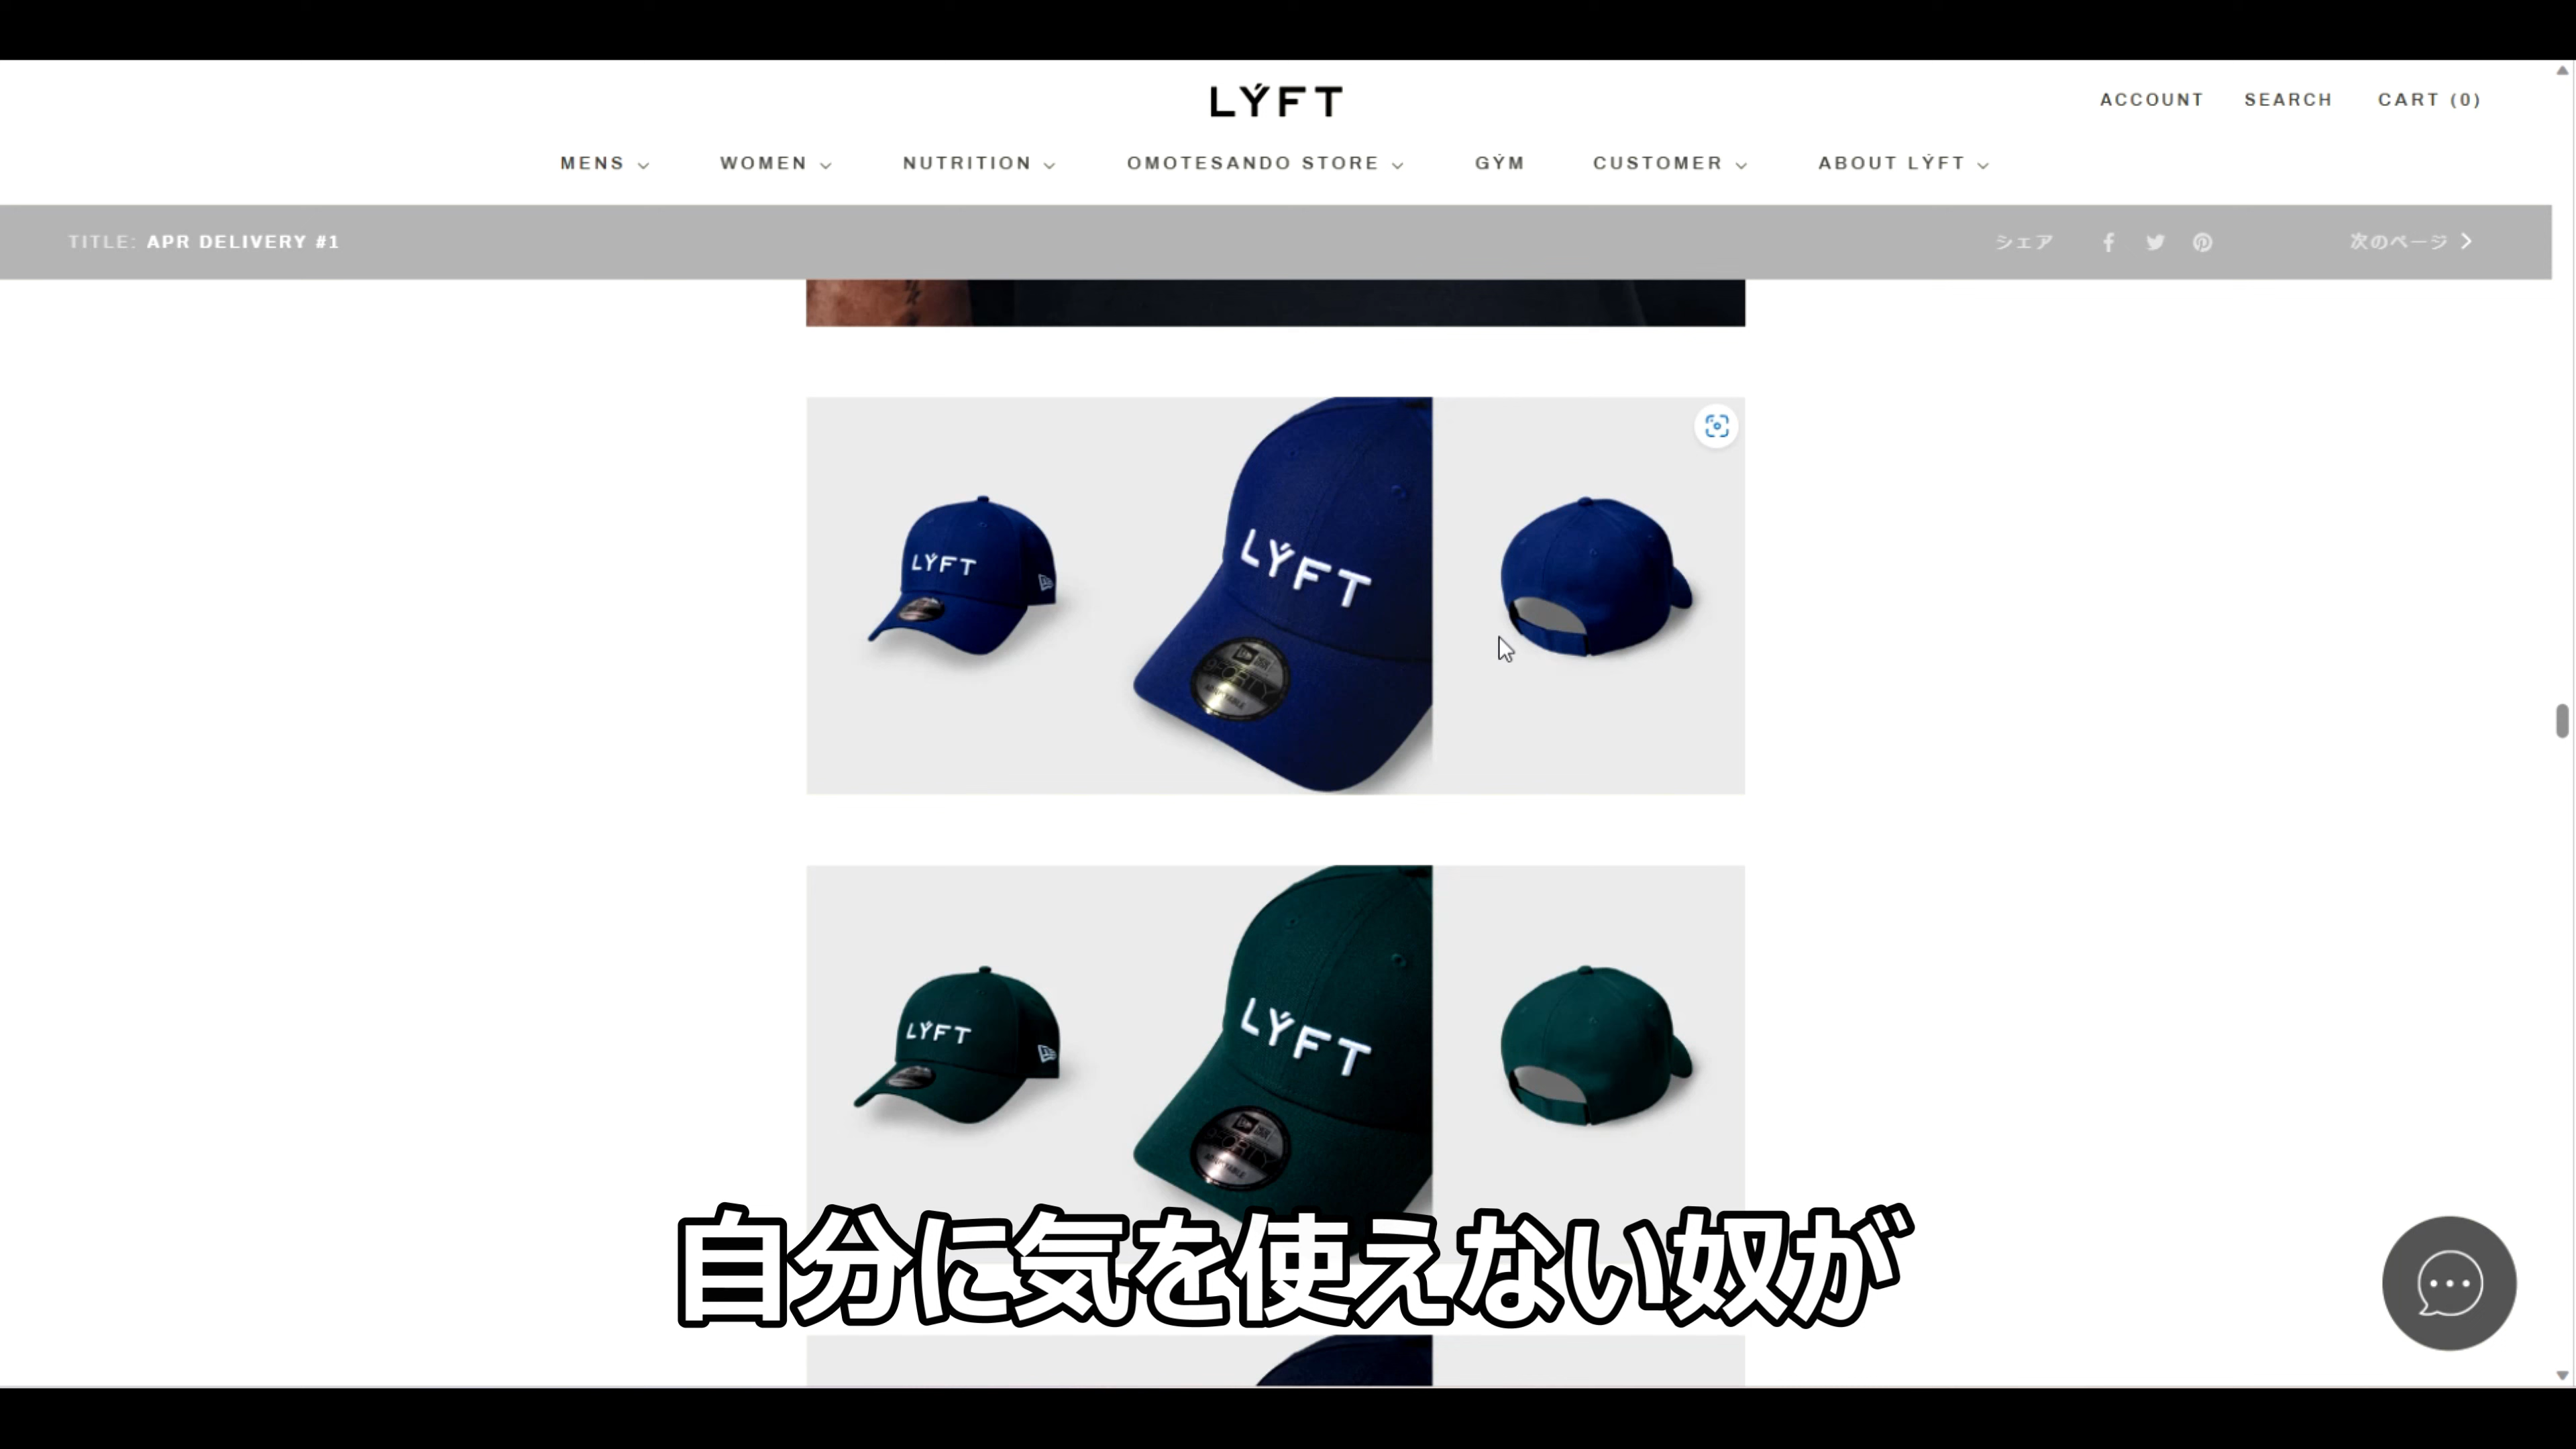 LÝFT
ACCOUNT SEARCH CART (0)
MENS WOMEN NUTRITION OMOTESANDO STORE GÝM CUSTOMER ABOUT LÝFT
TITLE: APR DELIVERY #1
シェア
次のページ
LÝFT
LÝFT
9FORTY
LÝFT
LÝFT
9FORTY
自分に気を使えない奴が